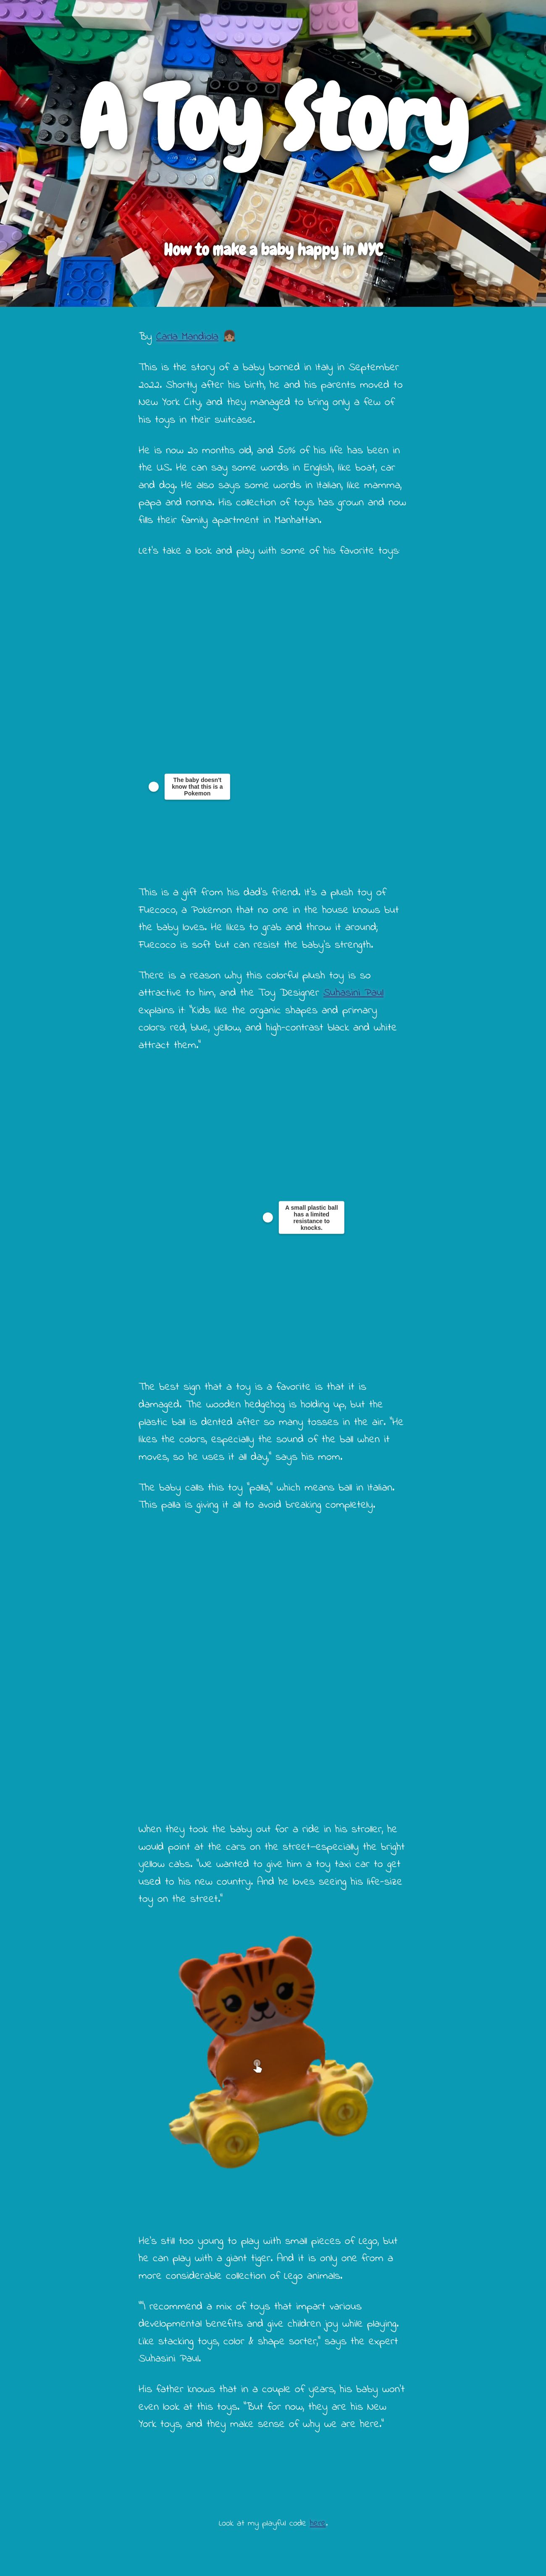 A Toy Story
How to make a baby happy in NYC
By Carla Mandiola 👧🏽
This is the story of a baby borned in Italy in September
2022. Shortly after his birth, he and his parents moved to
New York City, and they managed to bring only a few of
his toys in their suitcase.
He is now 20 months old, and 50% of his life has been in
the US. He can say some words in English, like boat, car
and dog. He also says some words in Italian, like mamma,
papa and nonna. His collection of toys has grown and now
fills their family apartment in Manhattan.
Let's take a look and play with some of his favorite toys:
The baby doesn't
know that this is a
Pokemon
This is a gift from his dad's friend. It's a plush toy of
Fuecoco, a Pokemon that no one in the house knows but
the baby loves. He likes to grab and throw it around;
Fuecoco is soft but can resist the baby's strength.
There is a reason why this colorful plush toy is so
attractive to him, and the Toy Designer Suhasini Paul
explains it: "Kids like the organic shapes and primary
colors: red, blue, yellow, and high-contrast black and white
attract them."
A small plastic ball
has a limited
resistance to
knocks.
The best sign that a toy is a favorite is that it is
damaged. The wooden hedgehog is holding up, but the
plastic ball is dented after so many tosses in the air. "He
likes the colors, especially the sound of the ball when it
moves, so he uses it all day," says his mom.
The baby calls this toy "palla," which means ball in Italian.
This palla is giving it all to avoid breaking completely.
When they took the baby out for a ride in his stroller, he
would point at the cars on the street—especially the bright
yellow cabs. "We wanted to give him a toy taxi car to get
used to his new country. And he loves seeing his life-size
toy on the street."
He's still too young to play with small pieces of Lego, but
he can play with a giant tiger. And it is only one from a
more considerable collection of Lego animals.
""I recommend a mix of toys that impart various
developmental benefits and give children joy while playing.
Like stacking toys, color & shape sorter," says the expert
Suhasini Paul.
His father knows that in a couple of years, his baby won't
even look at this toys. "But for now, they are his New
York toys, and they make sense of why we are here."
Look at my playful code here.